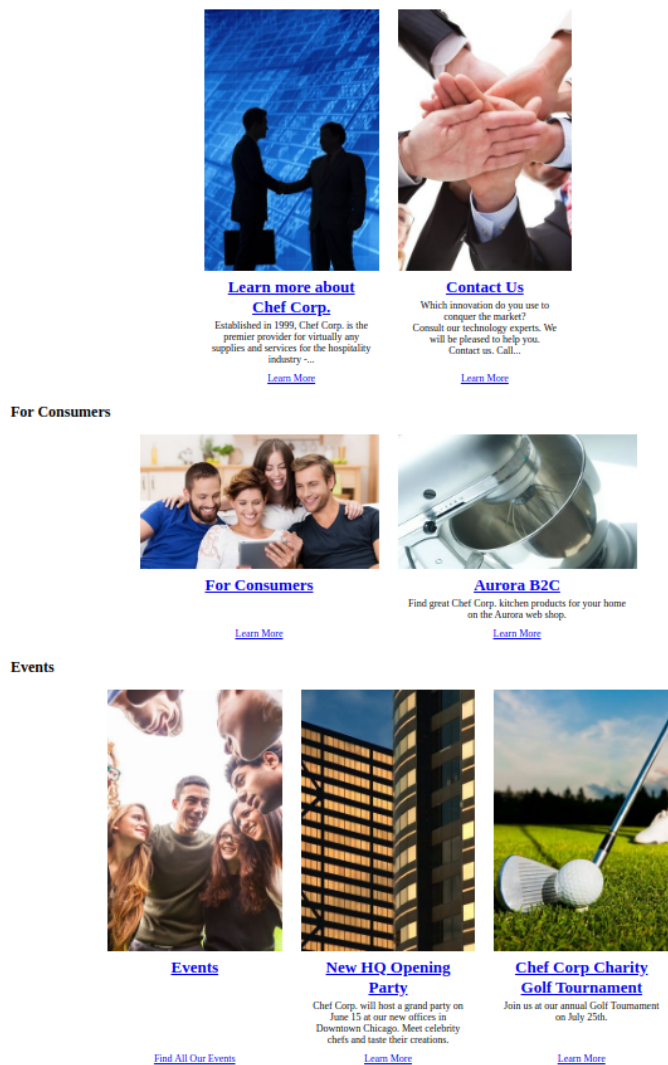 Learn more about
Chef Corp.
Established in 1999, Chef Corp. is the
premier provider for virtually any
supplies and services for the hospitality
industry -...
Learn More
Contact Us
Which innovation do you use to
conquer the market?
Consult our technology experts. We
will be pleased to help you.
Contact us. Call...
Learn More
For Consumers
For Consumers
Learn More
Aurora B2C
Find great Chef Corp. kitchen products for your home
on the Aurora web shop.
Learn More
Events
Events
Find All Our Events
New HQ Opening
Party
Chef Corp. will host a grand party on
June 15 at our new offices in
Downtown Chicago. Meet celebrity
chefs and taste their creations.
Learn More
Chef Corp Charity
Golf Tournament
Join us at our annual Golf Tournament
on July 25th.
Learn More